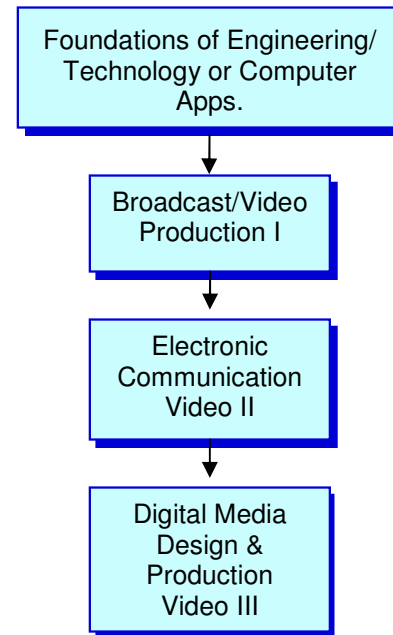 Foundations of Engineering/
Technology or Computer
Apps.
Broadcast/Video
Production I
Electronic
Communication
Video II
Digital Media
Design &
Production
Video III